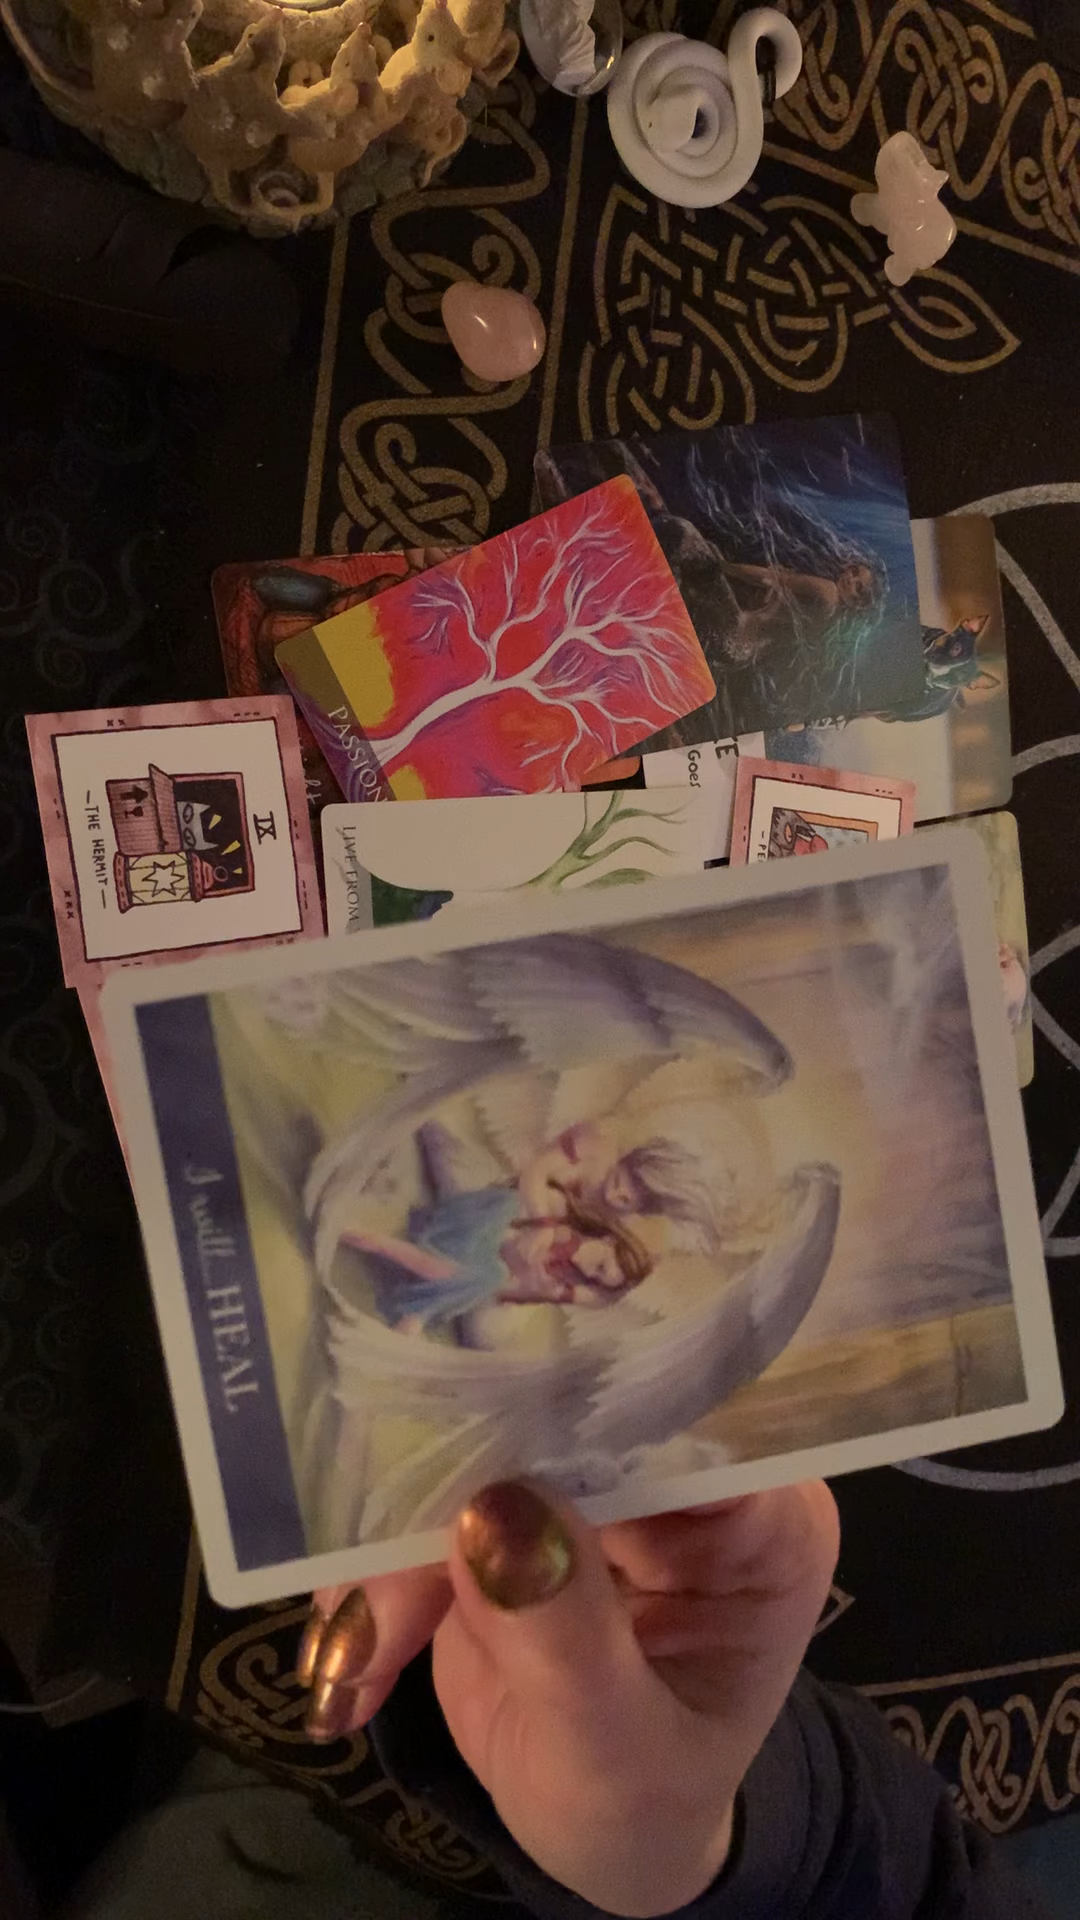 PASSION
Goes
IX
—THE HERMIT—
LIVE FROM
I will... HEAL